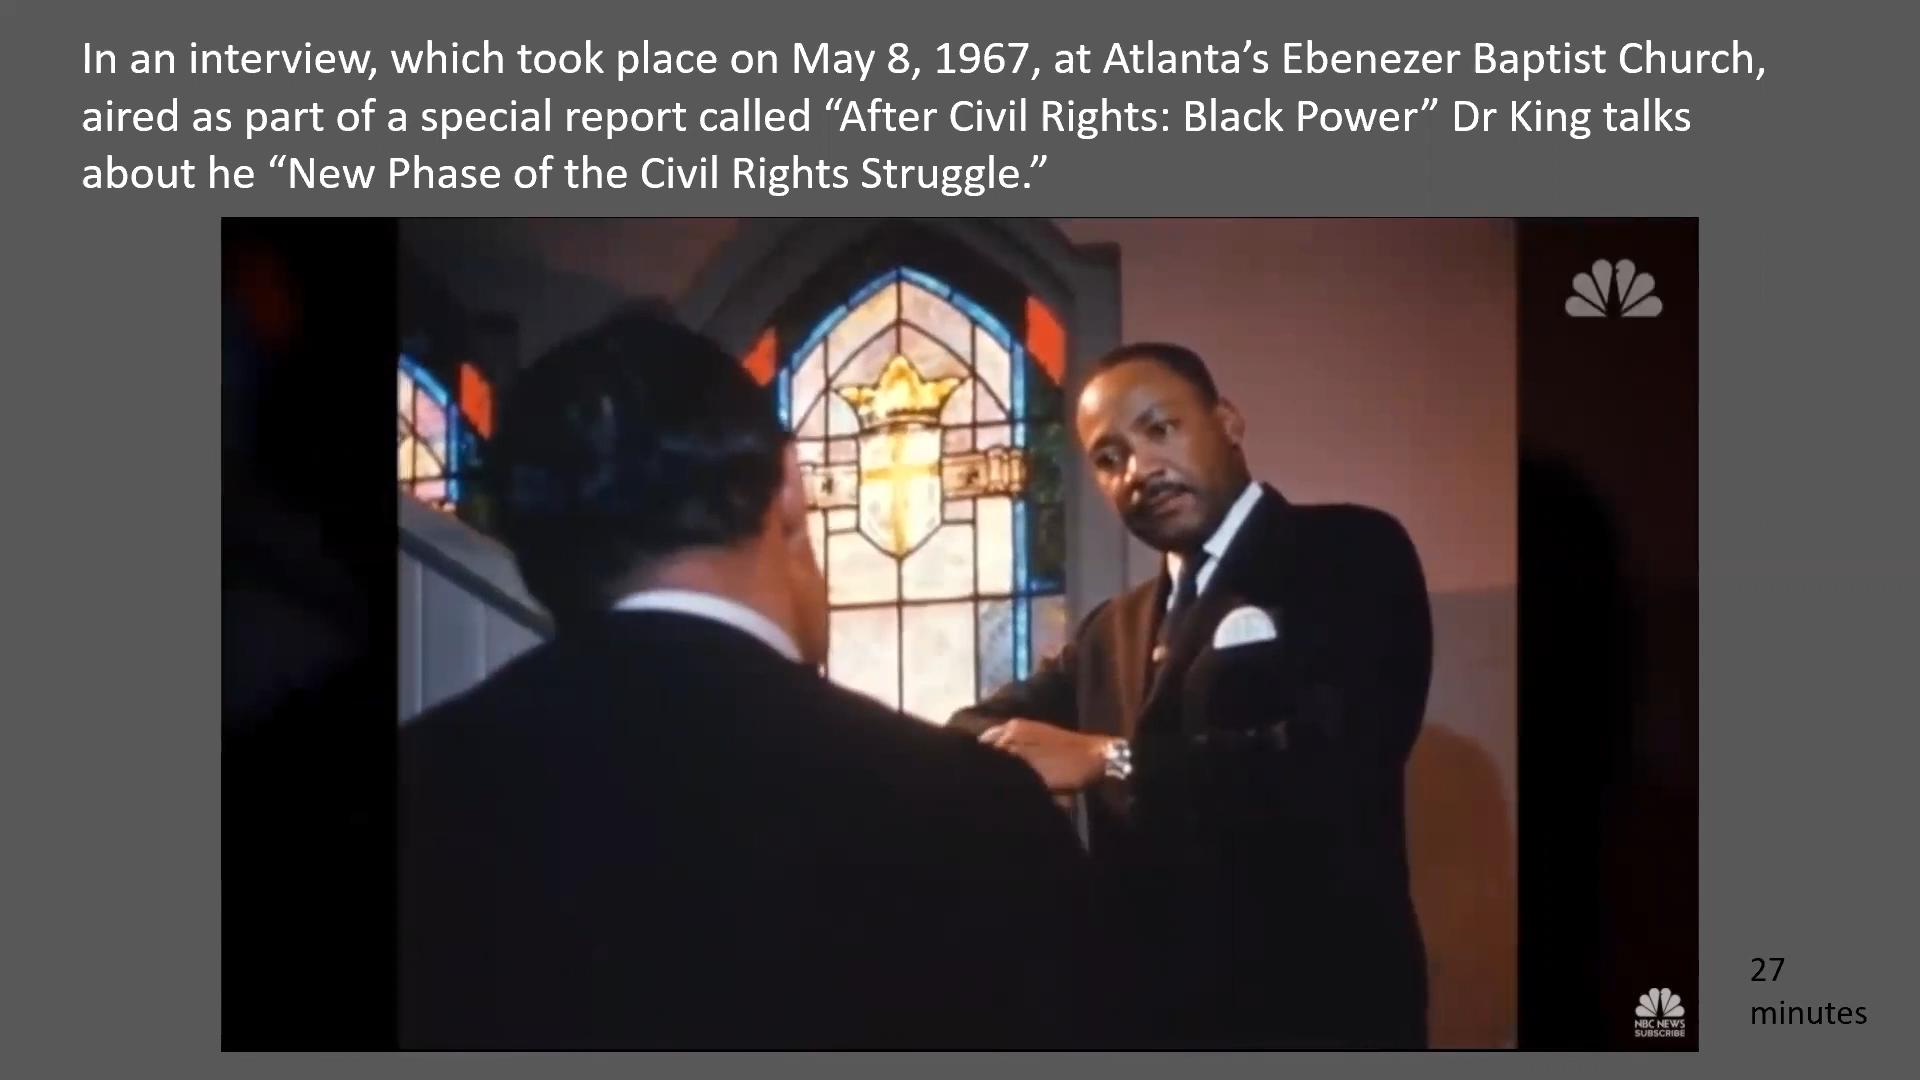 In an interview, which took place on May 8, 1967, at Atlanta’s Ebenezer Baptist Church,
aired as part of a special report called “After Civil Rights: Black Power” Dr King talks
about he “New Phase of the Civil Rights Struggle.”
27
minutes
NBC NEWS
SUBSCRIBE